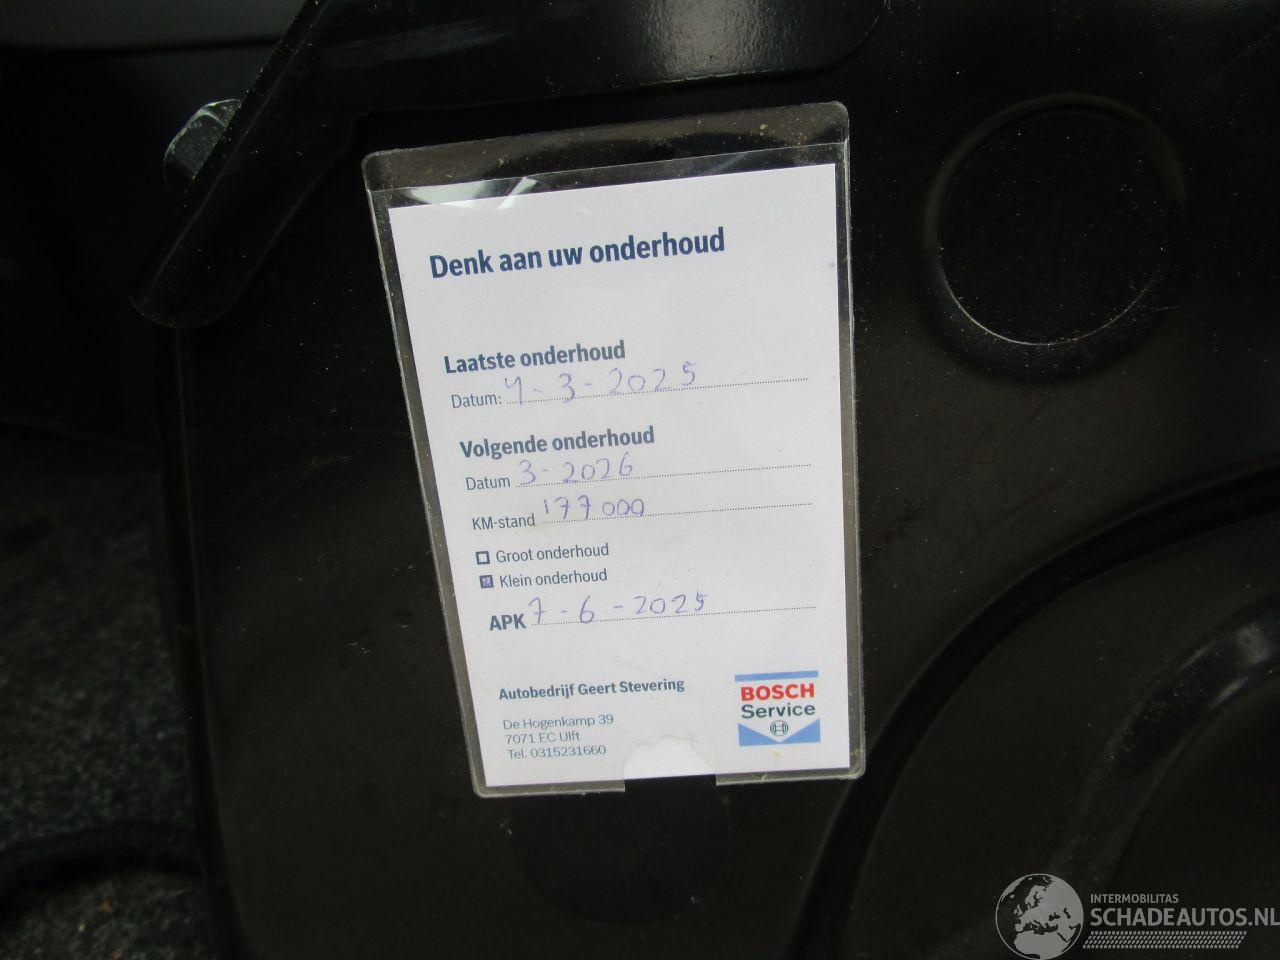 Denk aan uw onderhoud
Laatste onderhoud
Datum: 4-3-2025
Volgende onderhoud
Datum 3-2026
KM-stand 177000
Groot onderhoud
Klein onderhoud
APK 7-6-2025
Autobedrijf Geert Stevering
De Hogenkamp 39
7071 EC Ulft
Tel. 0315231660
BOSCH
Service
INTERMOBILITAS
SCHADEAUTOS.NL